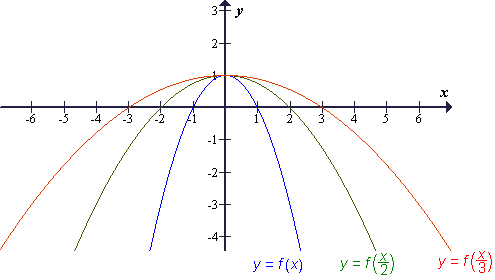 3
y
2
1
x
-6 -5 -4 -3 -2 -1 1 2 3 4 5 6
-1
-2
-3
-4
y = f(x) y = f(x/2) y = f(x/3)